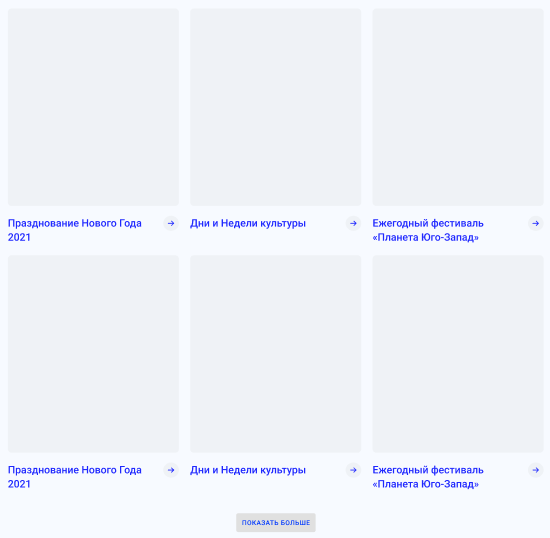 Празднование Нового Года
2021
Дни и Недели культуры
Ежегодный фестиваль
«Планета Юго-Запад»
Празднование Нового Года
2021
Дни и Недели культуры
Ежегодный фестиваль
«Планета Юго-Запад»
ПОКАЗАТЬ БОЛЬШЕ